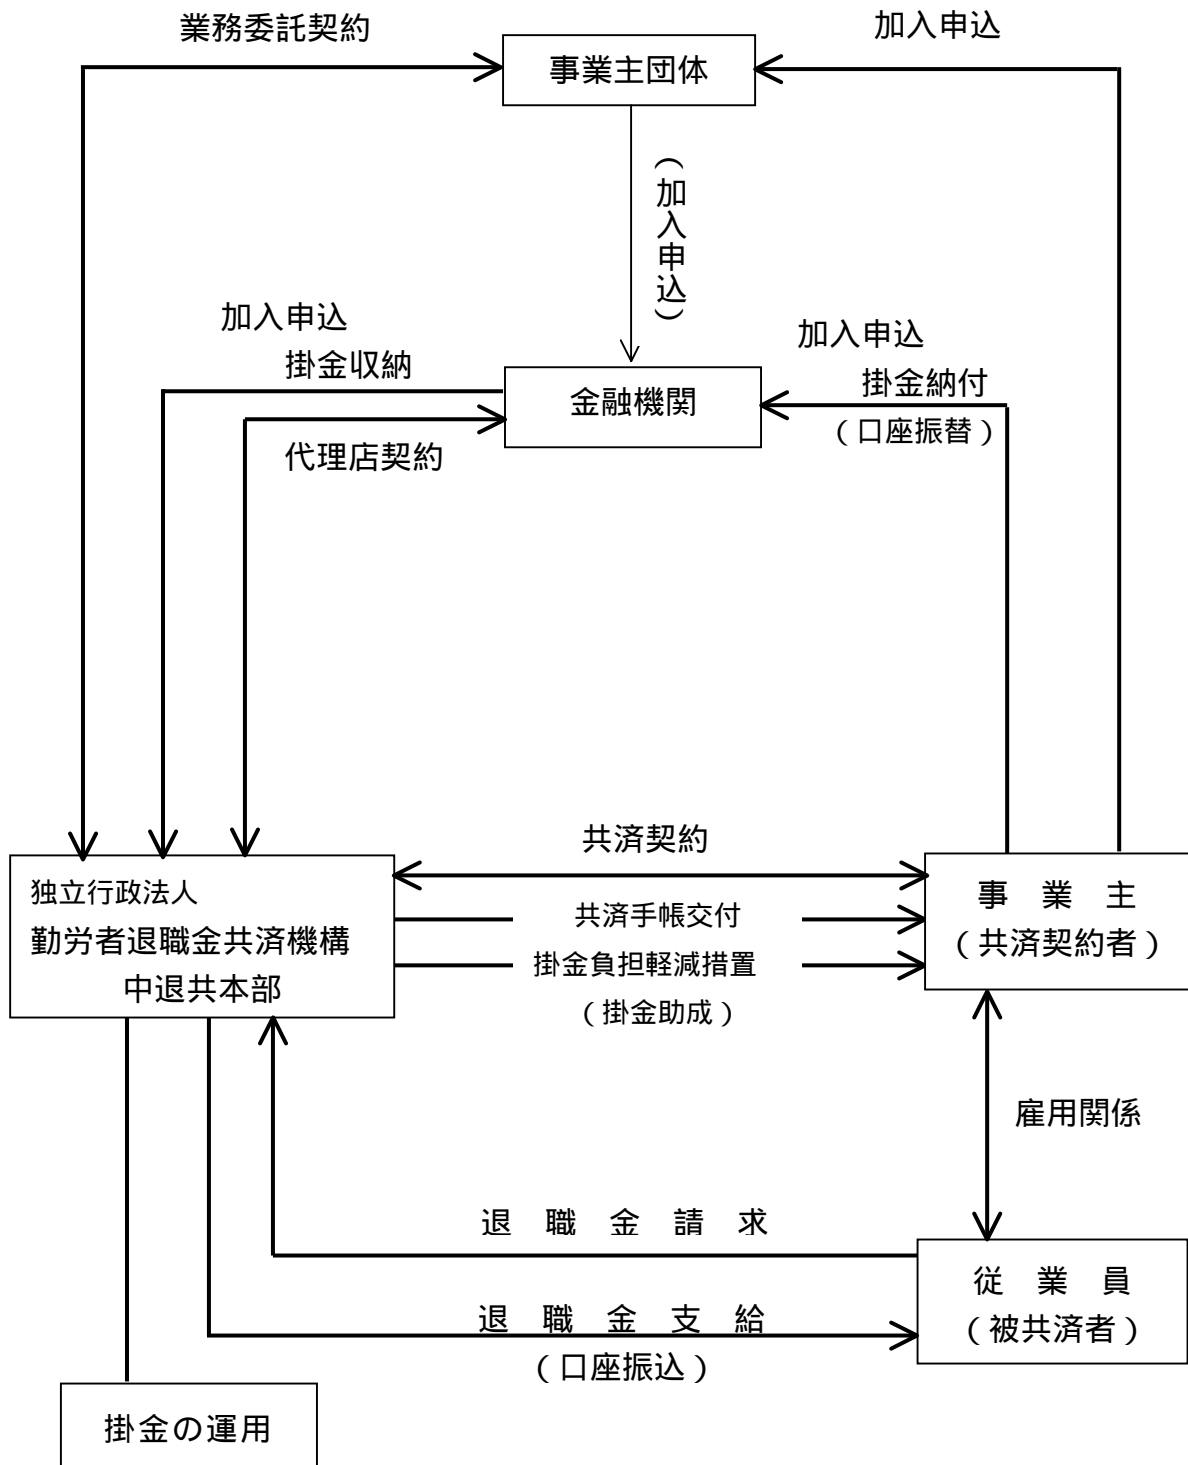 業務委託契約
加入申込
事業主団体
（加入申込）
加入申込
掛金収納
加入申込
掛金納付
（口座振替）
金融機関
代理店契約
共済契約
独立行政法人
勤労者退職金共済機構
中退共本部
共済手帳交付
掛金負担軽減措置
（掛金助成）
事 業 主
（共済契約者）
雇用関係
退 職 金 請 求
従 業 員
（被共済者）
退 職 金 支 給
（口座振込）
掛金の運用